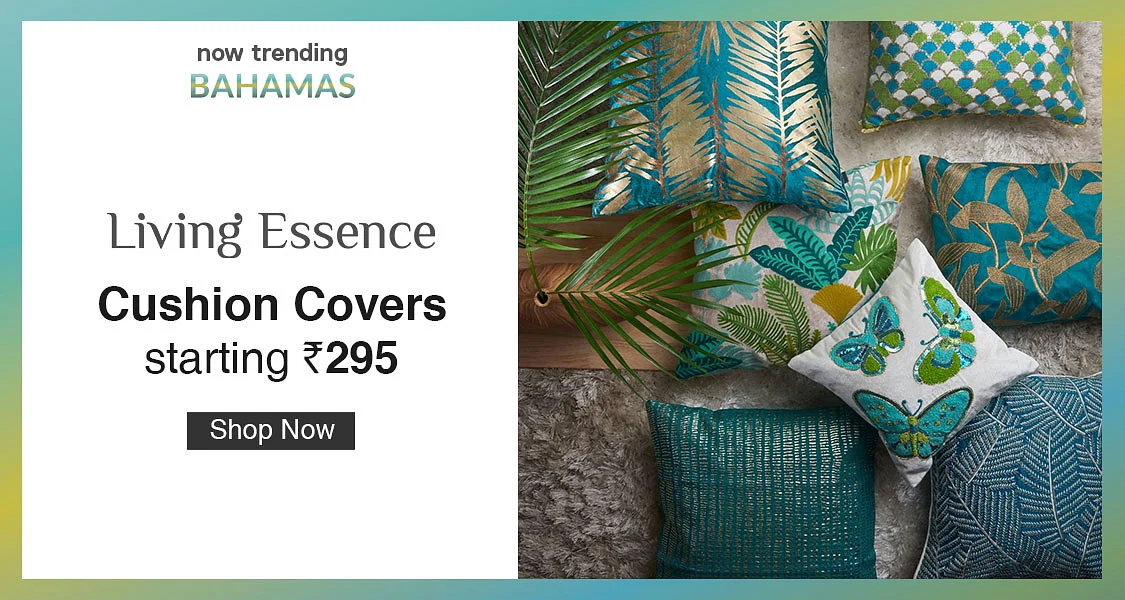 now trending
BAHAMAS
Living Essence
Cushion Covers
starting ₹295
Shop Now